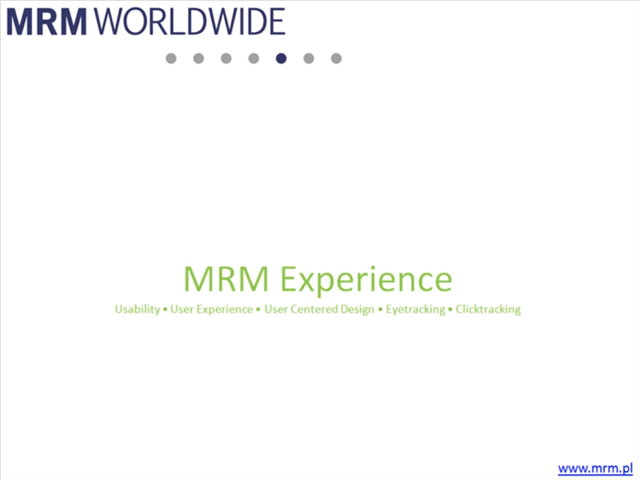 MRM WORLDWIDE
MRM Experience
Usability • User Experience • User Centered Design • Eyetracking • Clicktracking
www.mrm.pl